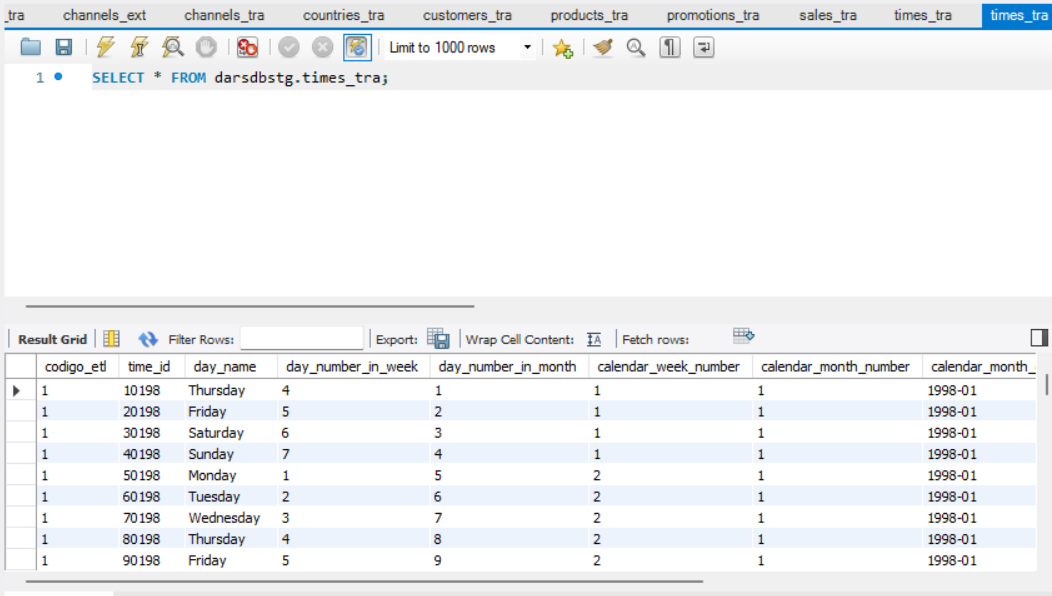 _tra channels_ext channels_tra countries_tra customers_tra products_tra promotions_tra sales_tra times_tra times_tra
Limit to 1000 rows
1 SELECT * FROM darsdbstg.times_tra;
Result Grid Filter Rows: Export: Wrap Cell Content: Fetch rows:
codigo_etl time_id day_name day_number_in_week day_number_in_month calendar_week_number calendar_month_number calendar_month_
1 10198 Thursday 4 1 1 1 1998-01
1 20198 Friday 5 2 1 1 1998-01
1 30198 Saturday 6 3 1 1 1998-01
1 40198 Sunday 7 4 1 1 1998-01
1 50198 Monday 1 5 2 1 1998-01
1 60198 Tuesday 2 6 2 1 1998-01
1 70198 Wednesday 3 7 2 1 1998-01
1 80198 Thursday 4 8 2 1 1998-01
1 90198 Friday 5 9 2 1 1998-01